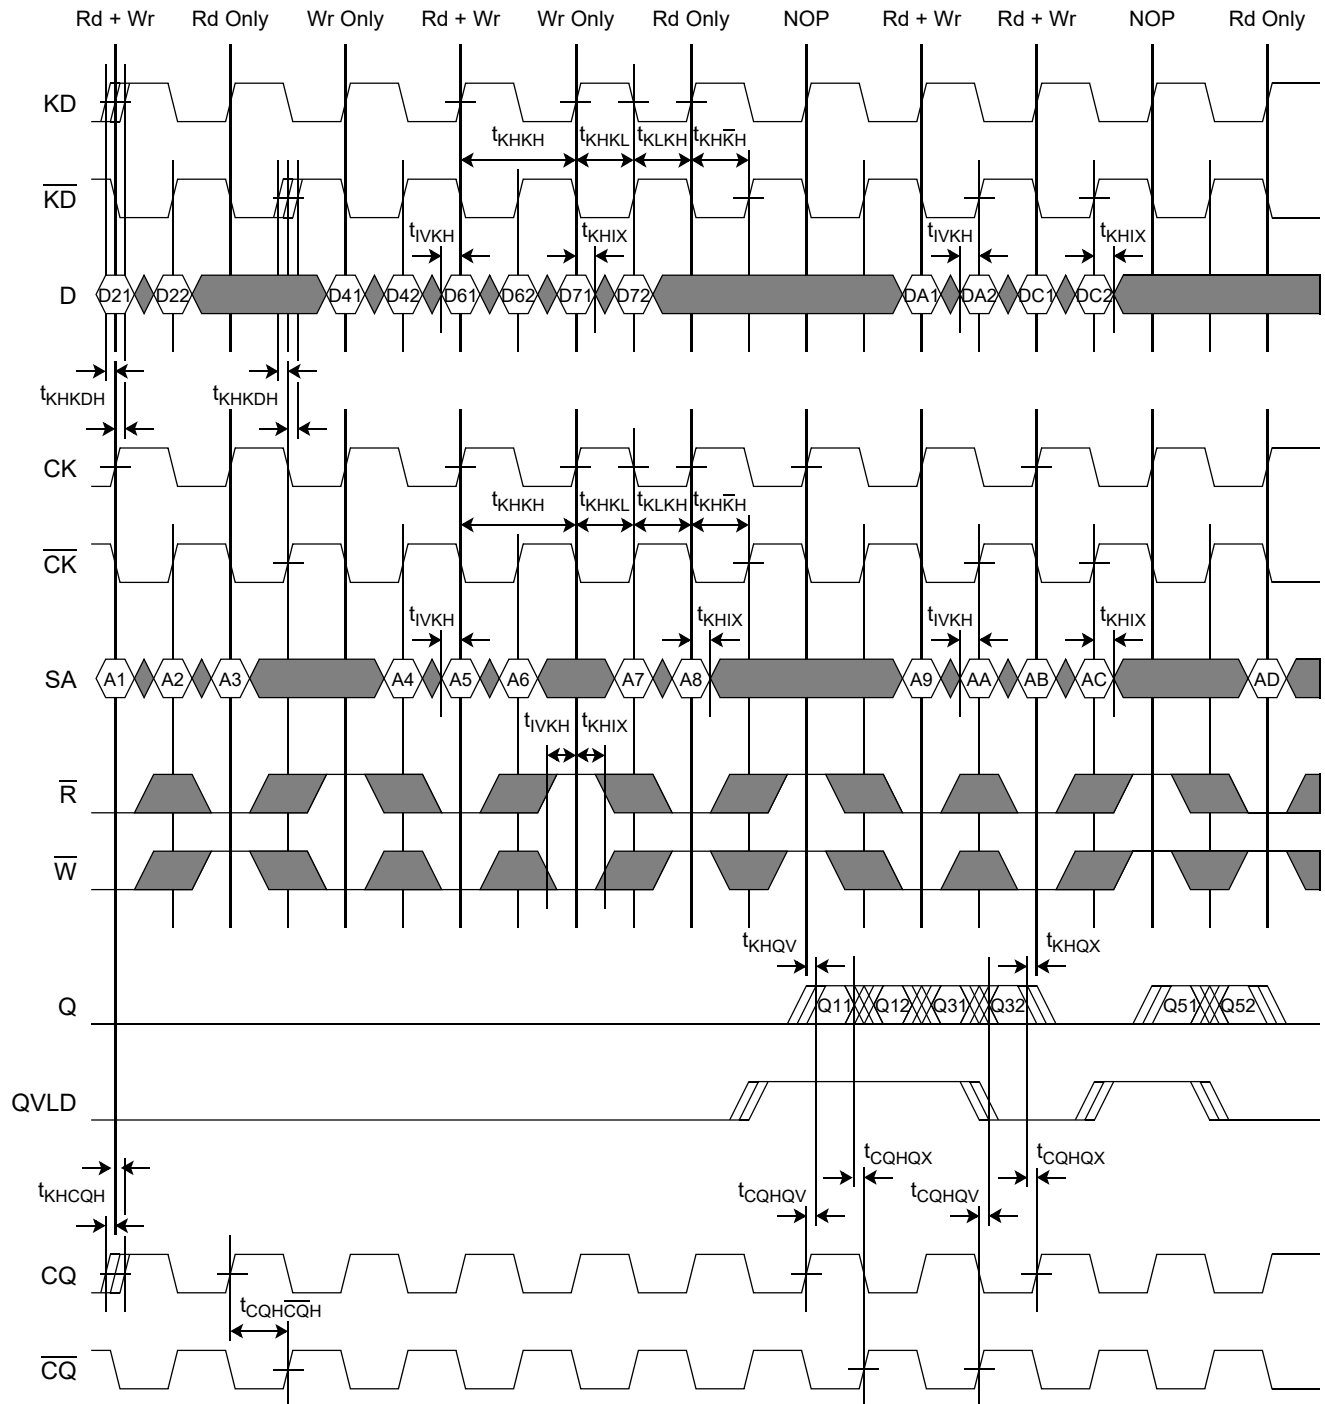 Rd + Wr Rd Only Wr Only Rd + Wr Wr Only Rd Only NOP Rd + Wr Rd + Wr NOP Rd Only
KD
tKHKH tKHKL tKLKH tKHK̅H
K̅D̅
tIVKH tKHIX tIVKH tKHIX
D D21 D22 D41 D42 D61 D62 D71 D72 DA1 DA2 DC1 DC2
tKHKDH tKHKDH
CK
tKHKH tKHKL tKLKH tKHK̅H
C̅K̅
tIVKH tKHIX tIVKH tKHIX
SA A1 A2 A3 A4 A5 A6 A7 A8 A9 AA AB AC AD
tIVKH tKHIX
R̅
W̅
tKHQV tKHQX
Q Q11 Q12 Q31 Q32 Q51 Q52
QVLD
tCQHQX tCQHQX
tKHCQH tCQHQV tCQHQV
CQ
tCQHC̅Q̅H
C̅Q̅